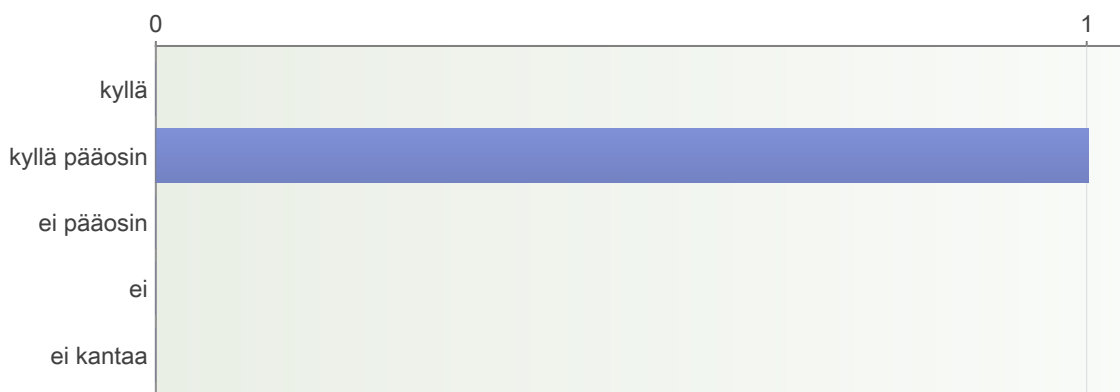 0 1
kyllä
kyllä pääosin
ei pääosin
ei
ei kantaa